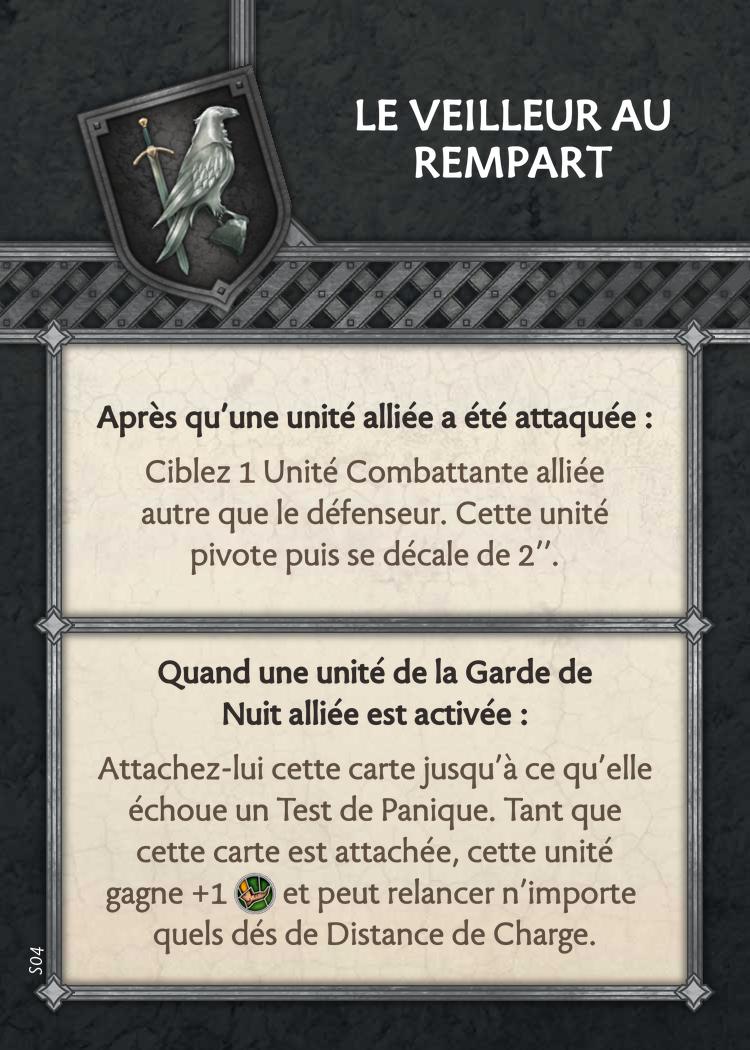 LE VEILLEUR AU
REMPART
Après qu'une unité alliée a été attaquée :
Ciblez 1 Unité Combattante alliée
autre que le défenseur. Cette unité
pivote puis se décale de 2’’.
Quand une unité de la Garde de
Nuit alliée est activée :
Attachez-lui cette carte jusqu'à ce qu'elle
échoue un Test de Panique. Tant que
cette carte est attachée, cette unité
gagne +1 et peut relancer n'importe
quels dés de Distance de Charge.
S04